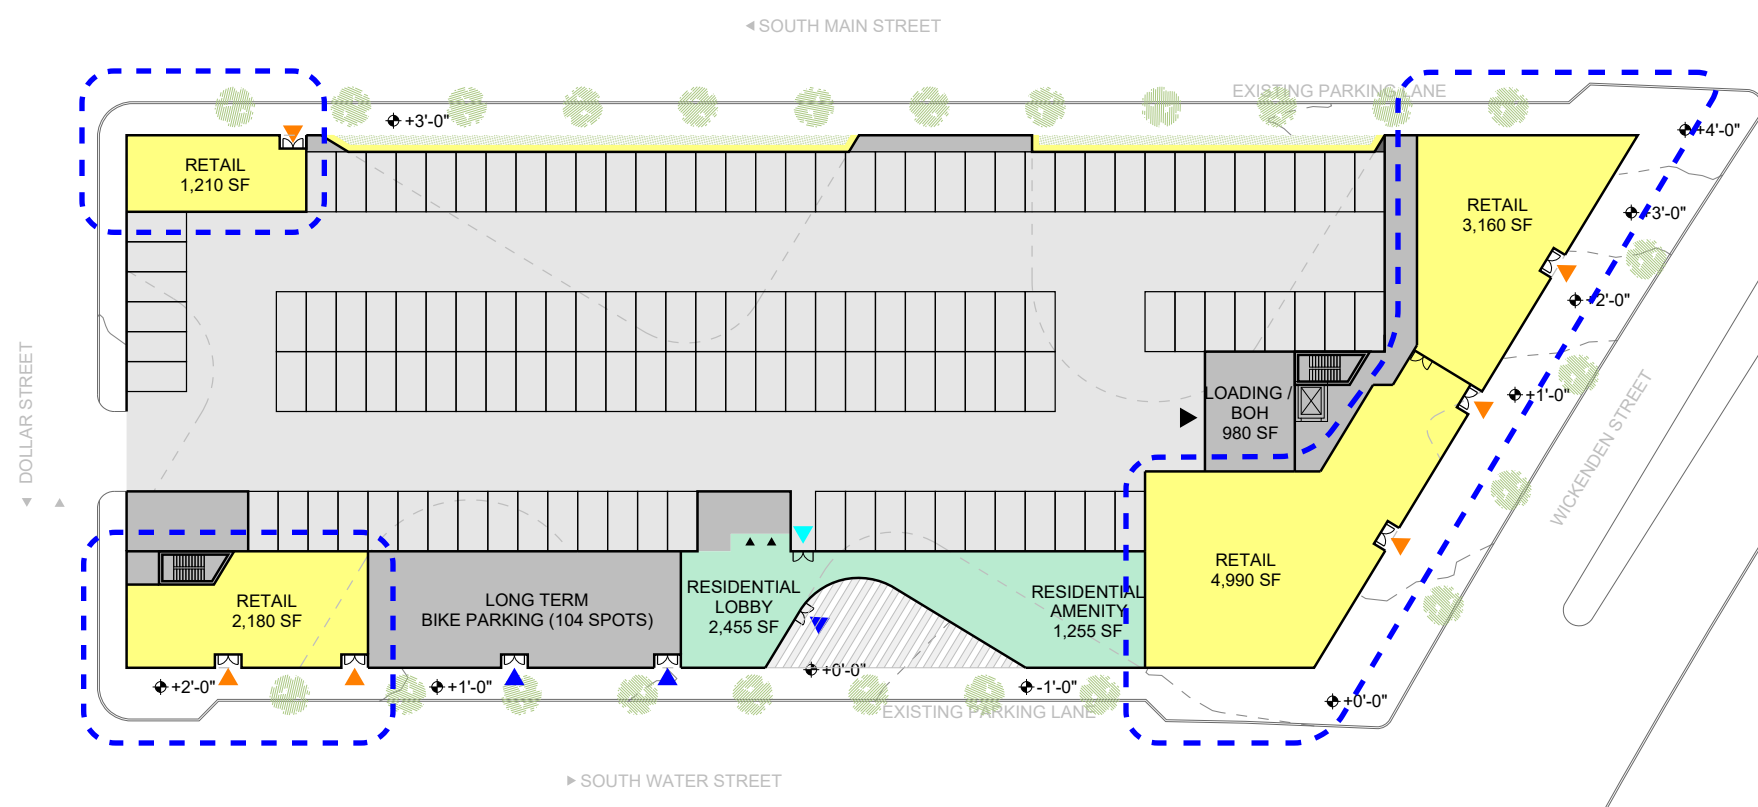 SOUTH MAIN STREET
EXISTING PARKING LANE
+3'-0"
+4'-0"
RETAIL
1,210 SF
RETAIL
3,160 SF
+3'-0"
+2'-0"
+1'-0"
DOLLAR STREET
LOADING /
BOH
980 SF
WICKENDEN STREET
RETAIL
2,180 SF
LONG TERM
BIKE PARKING (104 SPOTS)
RESIDENTIAL
LOBBY
2,455 SF
RESIDENTIAL
AMENITY
1,255 SF
RETAIL
4,990 SF
+2'-0"
+1'-0"
+0'-0"
-1'-0"
+0'-0"
EXISTING PARKING LANE
SOUTH WATER STREET